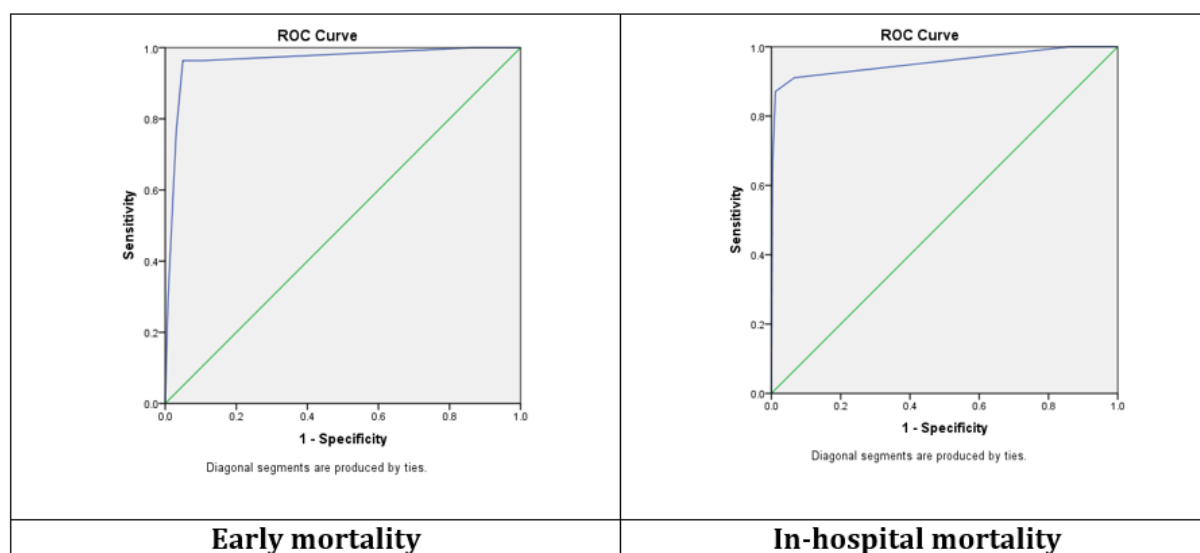 ROC Curve
1.0
0.8
0.6
0.4
0.2
0.0
Sensitivity
0.0 0.2 0.4 0.6 0.8 1.0
1 - Specificity
Diagonal segments are produced by ties.
Early mortality
ROC Curve
1.0
0.8
0.6
0.4
0.2
0.0
Sensitivity
0.0 0.2 0.4 0.6 0.8 1.0
1 - Specificity
Diagonal segments are produced by ties.
In-hospital mortality